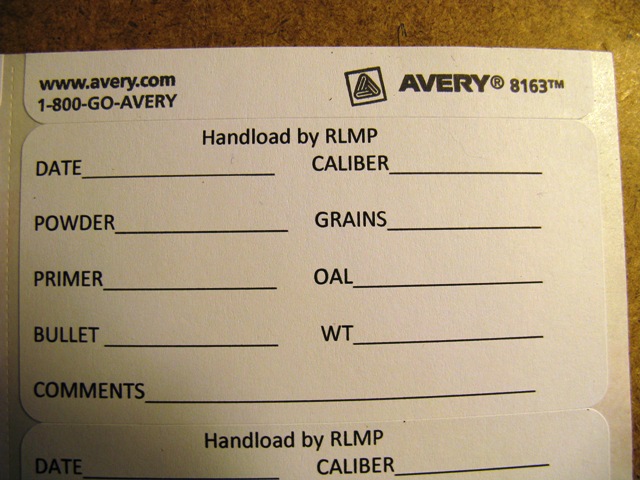 www.avery.com
1-800-GO-AVERY
AVERY® 8163™
Handload by RLMP
DATE CALIBER
POWDER GRAINS
PRIMER OAL
BULLET WT
COMMENTS
Handload by RLMP
DATE CALIBER